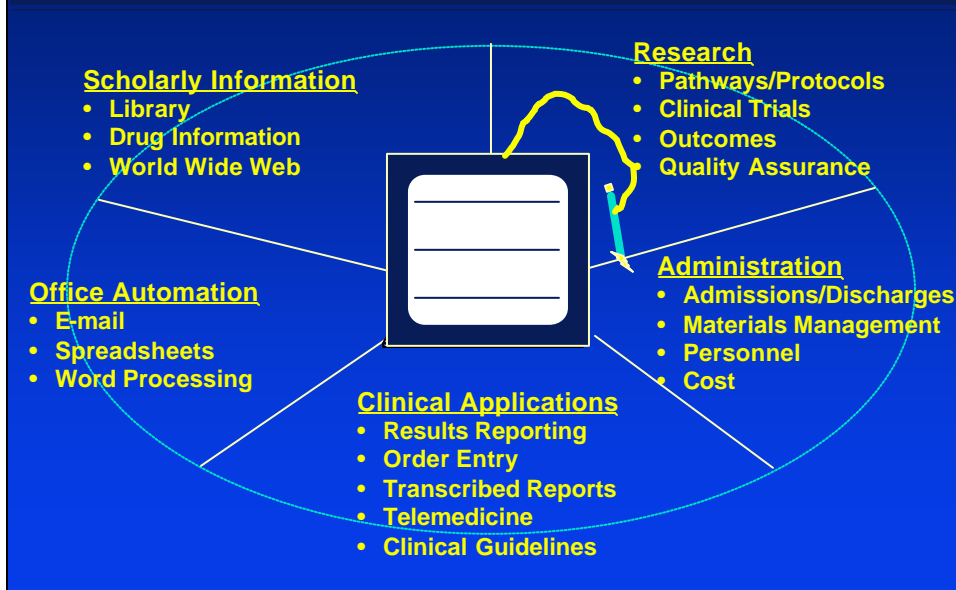 Scholarly Information
• Library
• Drug Information
• World Wide Web
Research
• Pathways/Protocols
• Clinical Trials
• Outcomes
• Quality Assurance
Office Automation
• E-mail
• Spreadsheets
• Word Processing
Administration
• Admissions/Discharges
• Materials Management
• Personnel
• Cost
Clinical Applications
• Results Reporting
• Order Entry
• Transcribed Reports
• Telemedicine
• Clinical Guidelines